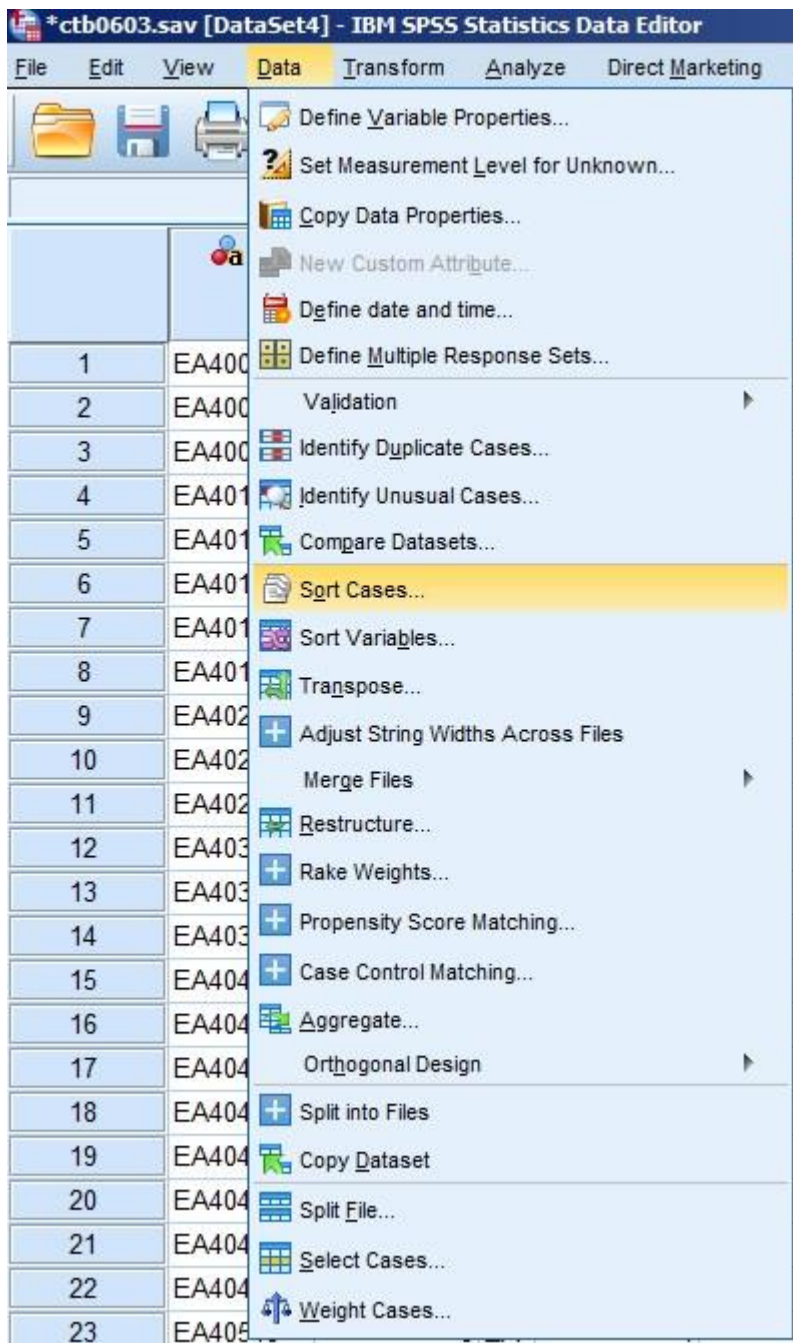 *ctb0603.sav [DataSet4] - IBM SPSS Statistics Data Editor
File Edit View Data Transform Analyze Direct Marketing
Define Variable Properties...
Set Measurement Level for Unknown...
Copy Data Properties...
a
New Custom Attribute...
Define date and time...
1 EA400 Define Multiple Response Sets...
2 EA400 Validation
3 EA400 Identify Duplicate Cases...
4 EA401 Identify Unusual Cases...
5 EA401 Compare Datasets...
6 EA401 Sort Cases...
7 EA401 Sort Variables...
8 EA401 Transpose...
9 EA402 Adjust String Widths Across Files
10 EA402 Merge Files
11 EA402 Restructure...
12 EA403 Rake Weights...
13 EA403 Propensity Score Matching...
14 EA403
15 EA404 Case Control Matching...
16 EA404 Aggregate...
17 EA404 Orthogonal Design
18 EA404 Split into Files
19 EA404 Copy Dataset
20 EA404 Split File...
21 EA404 Select Cases...
22 EA404 Weight Cases...
23 EA405